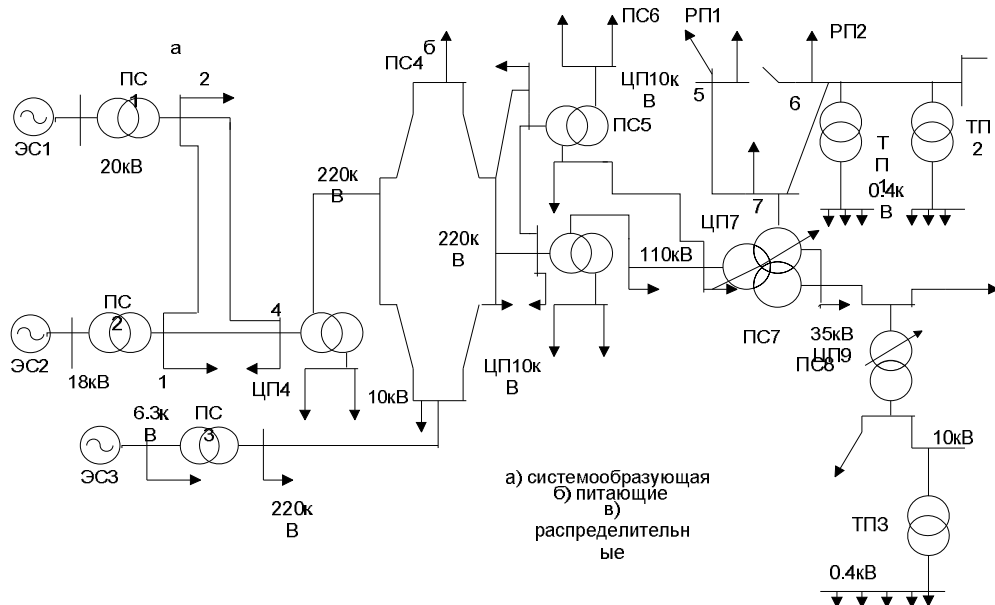 а
б
ПС4
ПС6
РП1
РП2
ПС
1
2
ЦП10к
В
ПС5
5
6
ТП
2
Т
П
1
ЭС1
20кВ
220к
В
0.4к
В
ЦП7
7
220к
В
110кВ
ПС
2
4
ПС7
35кВ
ЦП9
ПС8
ЭС2
18кВ
1
ЦП4
10кВ
ЦП10к
В
6.3к
В
ПС
3
ЭС3
220к
В
10кВ
а) системообразующая
б) питающие
в)
распределительн
ые
ТП3
0.4кВ